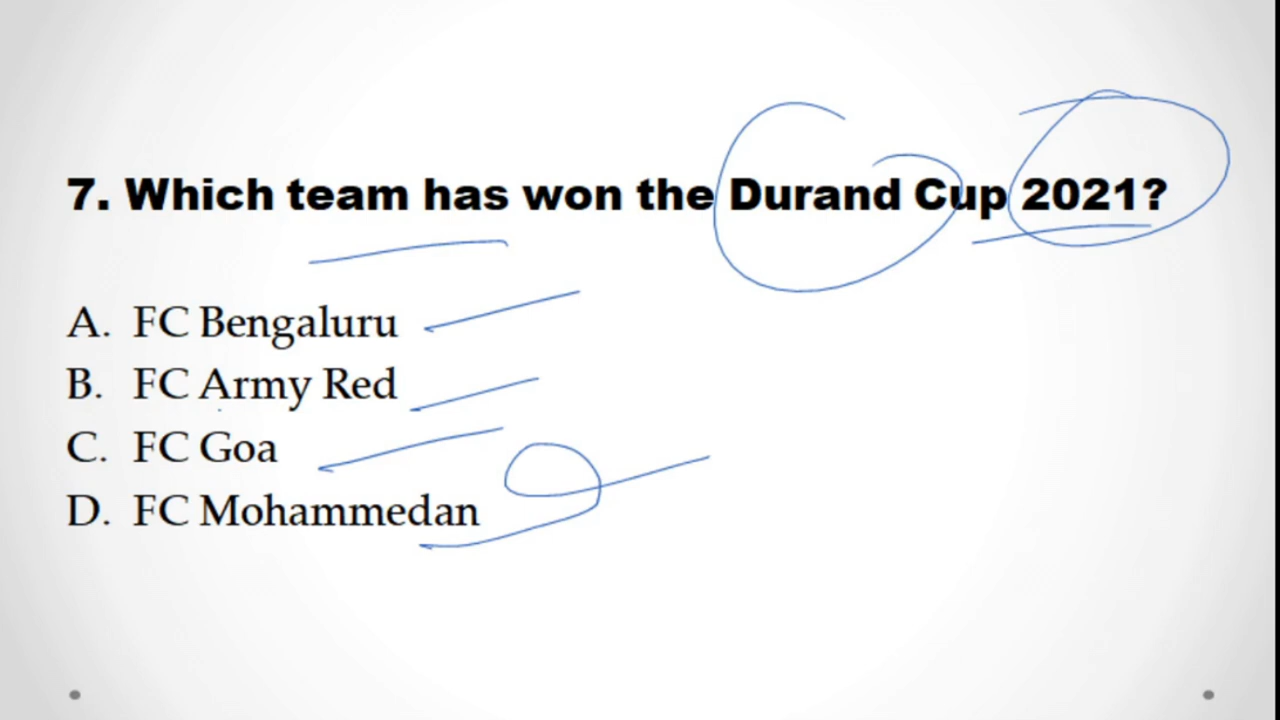 7. Which team has won the Durand Cup 2021?
A. FC Bengaluru
B. FC Army Red
C. FC Goa
D. FC Mohammedan